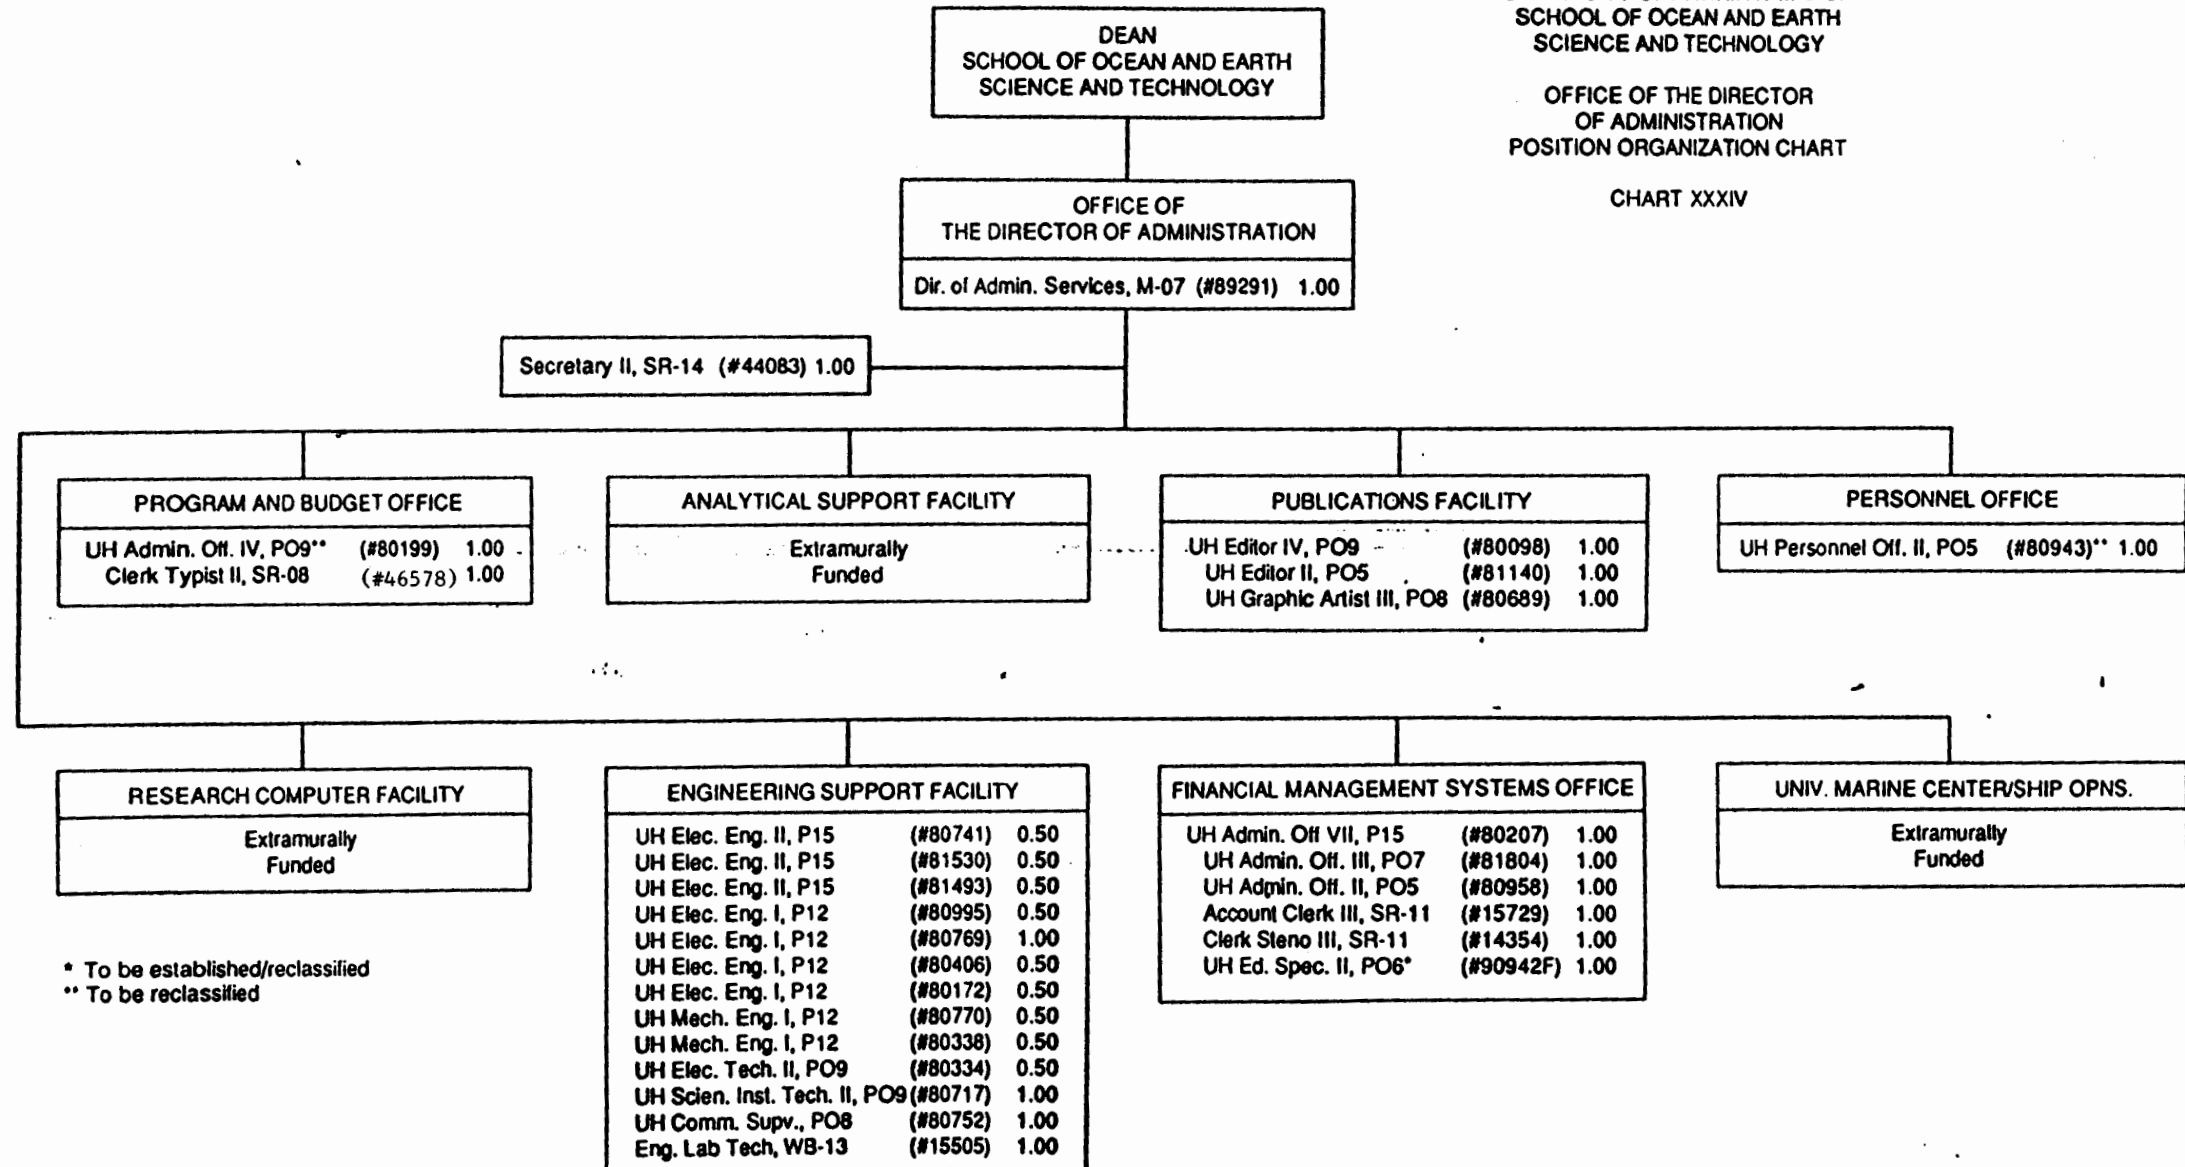 DEAN
SCHOOL OF OCEAN AND EARTH
SCIENCE AND TECHNOLOGY
SCHOOL OF OCEAN AND EARTH
SCIENCE AND TECHNOLOGY
OFFICE OF THE DIRECTOR
OF ADMINISTRATION
POSITION ORGANIZATION CHART
CHART XXXIV
OFFICE OF
THE DIRECTOR OF ADMINISTRATION
Dir. of Admin. Services, M-07 (#89291) 1.00
Secretary II, SR-14 (#44083) 1.00
PROGRAM AND BUDGET OFFICE
UH Admin. Off. IV, PO9** (#80199) 1.00
Clerk Typist II, SR-08 (#46578) 1.00
ANALYTICAL SUPPORT FACILITY
Extramurally
Funded
PUBLICATIONS FACILITY
UH Editor IV, PO9 (#80098) 1.00
UH Editor II, PO5 (#81140) 1.00
UH Graphic Artist III, PO8 (#80689) 1.00
PERSONNEL OFFICE
UH Personnel Off. II, PO5 (#80943)** 1.00
RESEARCH COMPUTER FACILITY
Extramurally
Funded
ENGINEERING SUPPORT FACILITY
UH Elec. Eng. II, P15 (#80741) 0.50
UH Elec. Eng. II, P15 (#81530) 0.50
UH Elec. Eng. II, P15 (#81493) 0.50
UH Elec. Eng. I, P12 (#80995) 0.50
UH Elec. Eng. I, P12 (#80769) 1.00
UH Elec. Eng. I, P12 (#80406) 0.50
UH Elec. Eng. I, P12 (#80172) 0.50
UH Mech. Eng. I, P12 (#80770) 0.50
UH Mech. Eng. I, P12 (#80338) 0.50
UH Elec. Tech. II, PO9 (#80334) 0.50
UH Scien. Inst. Tech. II, PO9 (#80717) 1.00
UH Comm. Supv., PO8 (#80752) 1.00
Eng. Lab Tech, WB-13 (#15505) 1.00
FINANCIAL MANAGEMENT SYSTEMS OFFICE
UH Admin. Off VII, P15 (#80207) 1.00
UH Admin. Off. III, PO7 (#81804) 1.00
UH Admin. Off. II, PO5 (#80958) 1.00
Account Clerk III, SR-11 (#15729) 1.00
Clerk Steno III, SR-11 (#14354) 1.00
UH Ed. Spec. II, PO6* (#90942F) 1.00
UNIV. MARINE CENTER/SHIP OPNS.
Extramurally
Funded
* To be established/reclassified
** To be reclassified